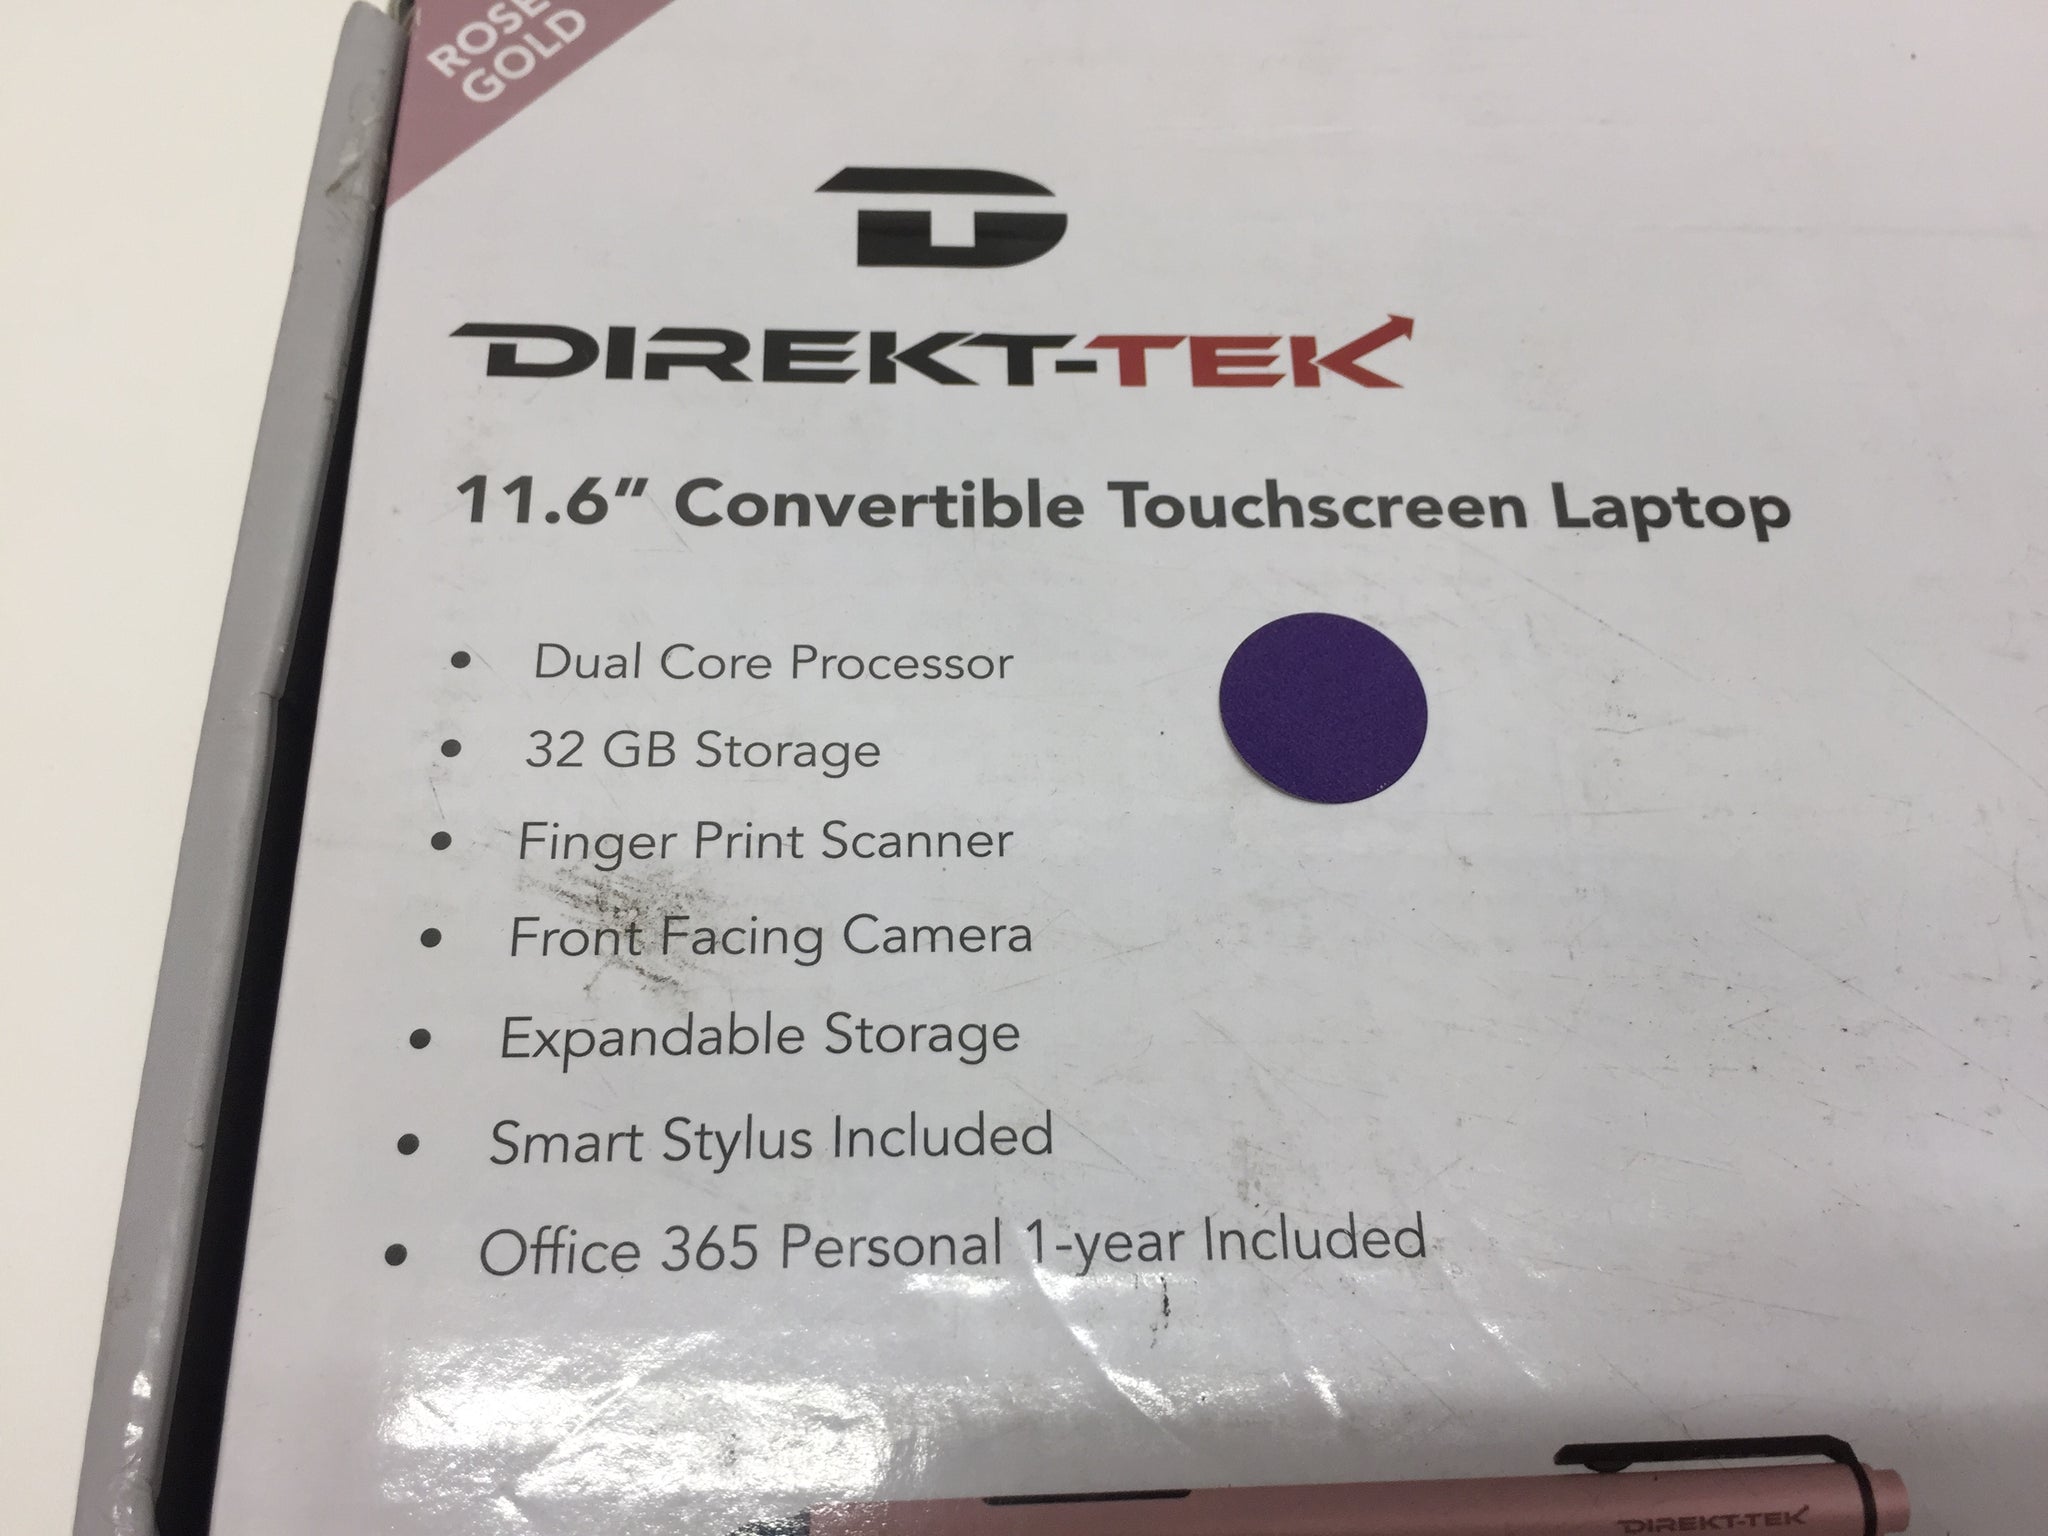 ROSE
GOLD
DIREKT-TEK
11.6" Convertible Touchscreen Laptop
• Dual Core Processor
• 32 GB Storage
• Finger Print Scanner
• Front Facing Camera
• Expandable Storage
• Smart Stylus Included
• Office 365 Personal 1-year Included
DIREKT-TEK